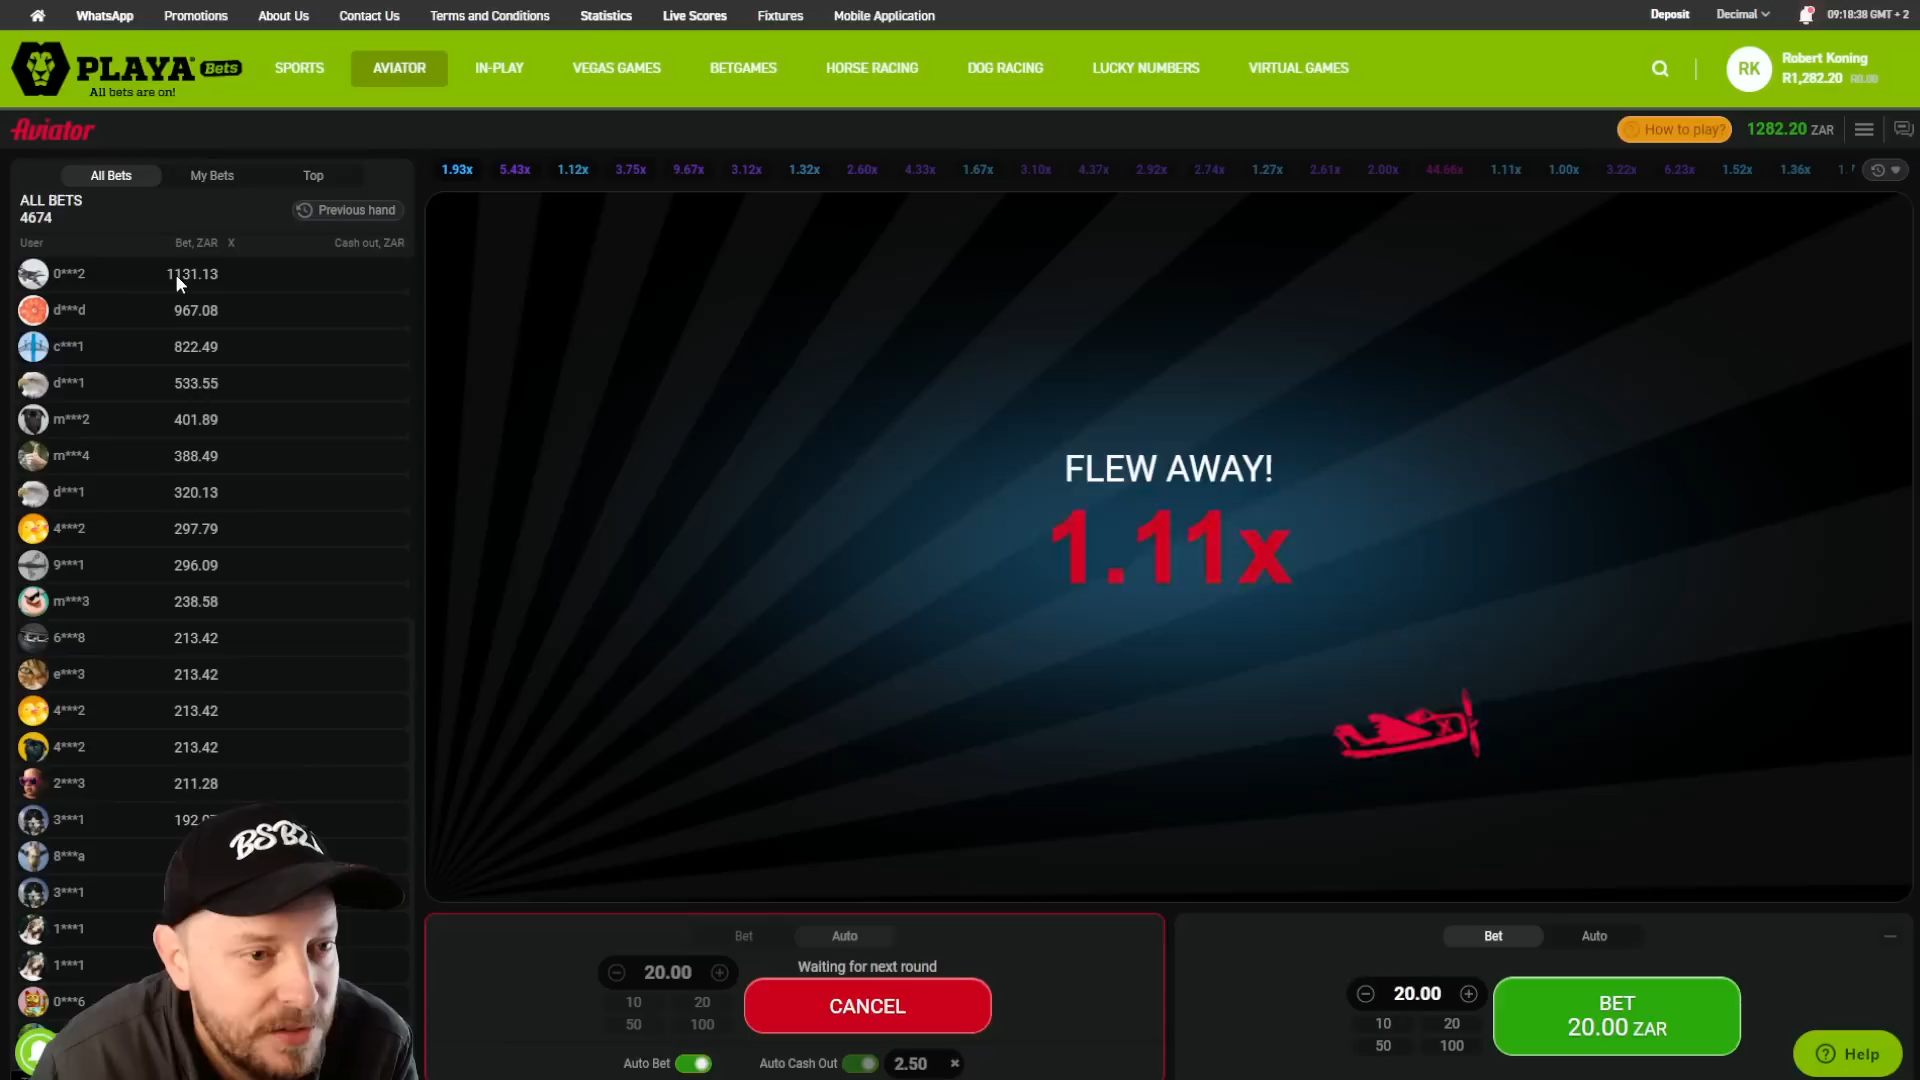 WhatsApp Promotions About Us Contact Us Terms and Conditions Statistics Live Scores Fixtures Mobile Application Deposit Decimal 09:18:38 GMT + 2
PLAYA Bets
All bets are on!
SPORTS AVIATOR IN-PLAY VEGAS GAMES BETGAMES HORSE RACING DOG RACING LUCKY NUMBERS VIRTUAL GAMES
RK
Robert Koning
R1,282.20 R0.00
Aviator
How to play? 1282.20 ZAR
All Bets My Bets Top
1.93x 5.43x 1.12x 3.75x 9.67x 3.12x 1.32x 2.60x 4.33x 1.67x 3.10x 4.37x 2.92x 2.74x 1.27x 2.61x 2.00x 44.66x 1.11x 1.00x 3.22x 6.23x 1.52x 1.36x
ALL BETS
4674
Previous hand
User Bet, ZAR X Cash out, ZAR
0***2 1131.13
d***d 967.08
c***1 822.49
d***1 533.55
m***2 401.89
m***4 388.49
d***1 320.13
4***2 297.79
9***1 296.09
m***3 238.58
6***8 213.42
e***3 213.42
4***2 213.42
4***2 213.42
2***3 211.28
3***1
8***a
3***1
1***1
1***1
0***6
BSBZ
FLEW AWAY!
1.11x
Bet Auto
20.00
10 20
50 100
Waiting for next round
CANCEL
Auto Bet Auto Cash Out 2.50 ×
Bet Auto
20.00
10 20
50 100
BET
20.00 ZAR
Help